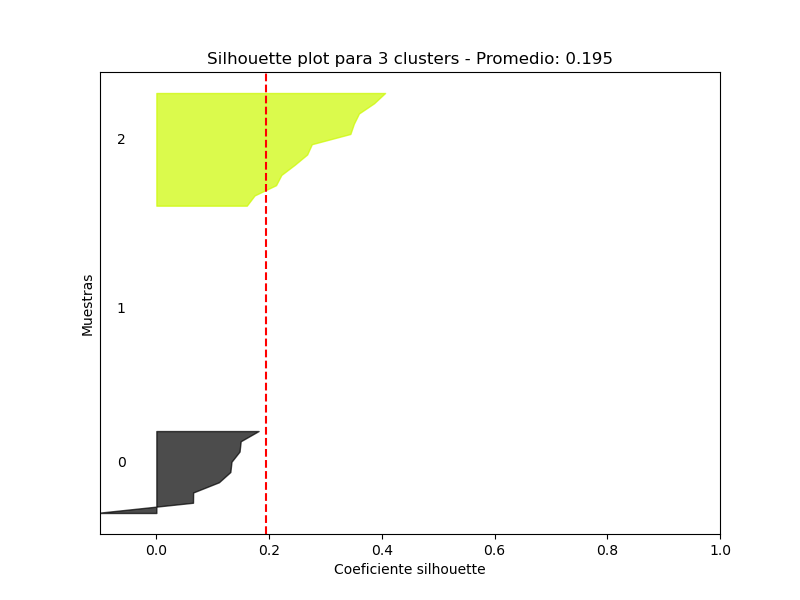 Silhouette plot para 3 clusters - Promedio: 0.195
2
1
0
Muestras
0.0 0.2 0.4 0.6 0.8 1.0
Coeficiente silhouette